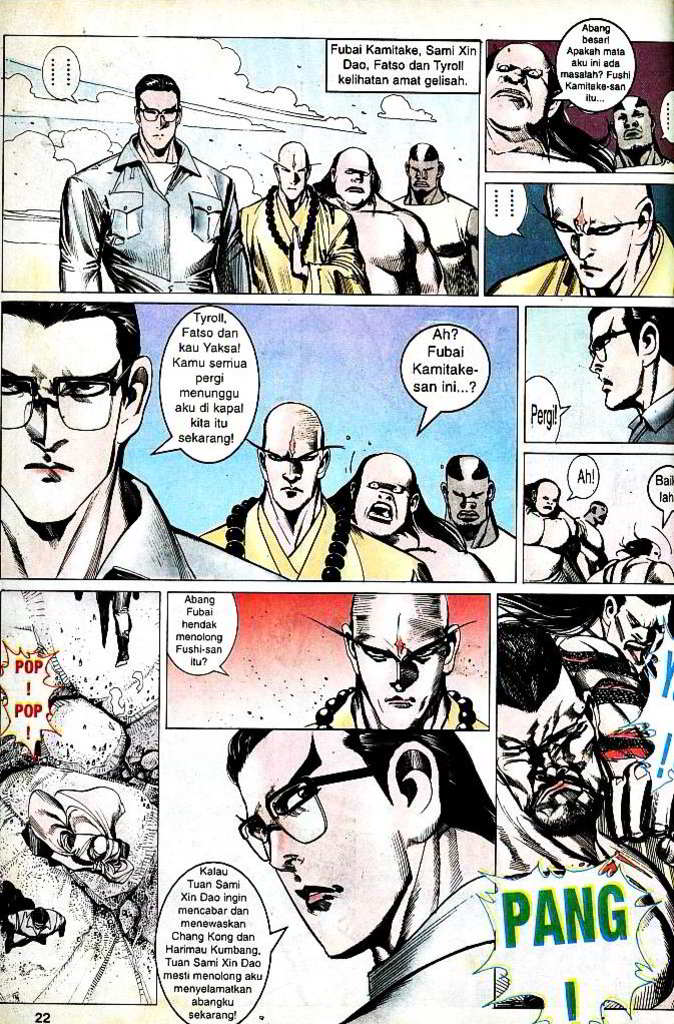 Fubai Kamitake, Sami Xin
Dao, Fatso dan Tyroll
kelihatan amat gelisah.
Abang
besar!
Apakah mata
aku ini ada
masalah? Fushi
Kamitake-san
itu...
Tyroll,
Fatso dan
kau Yaksa!
Kamu semua
pergi
menunggu
aku di kapal
kita itu
sekarang!
Ah?
Fubai
Kamitake-
san ini...?
Pergi!
Ah!
Baik
lah
POP
!
POP
!
Abang
Fubai
hendak
menolong
Fushi-san
itu?
Kalau
Tuan Sami
Xin Dao ingin
mencabar dan
menewaskan
Chang Kong dan
Harimau Kumbang,
Tuan Sami Xin Dao
mesti menolong aku
menyelamatkan
abangku
sekarang!
PANG
!
22